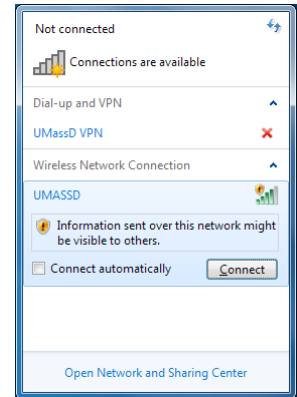 Not connected
Connections are available
Dial-up and VPN
UMassD VPN
Wireless Network Connection
UMASSD
Information sent over this network might
be visible to others.
Connect automatically Connect
Open Network and Sharing Center